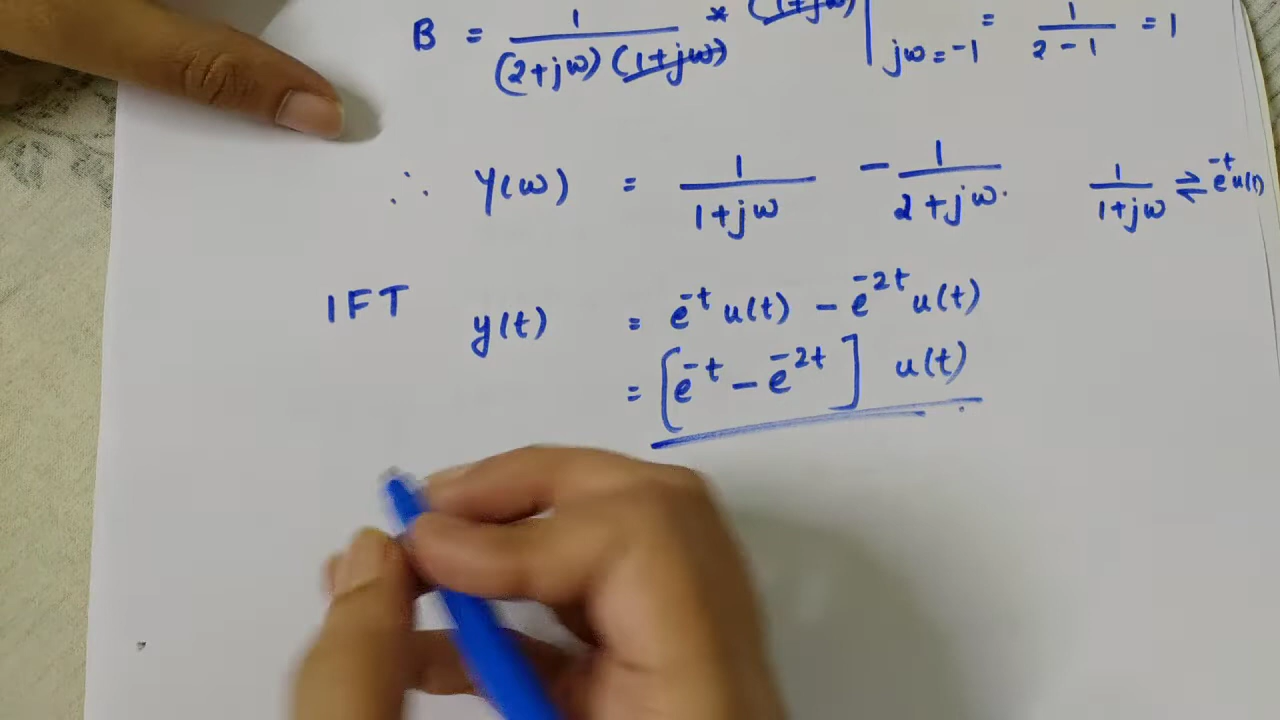 B = 1 / (2+jω)(1+jω) * (1+jω) | jω=-1 = 1 / 2-1 = 1
∴ Y(ω) = 1 / 1+jω - 1 / 2+jω. 1 / 1+jω ⇌ e^-t u(t)
IFT y(t) = e^-t u(t) - e^-2t u(t)
= [e^-t - e^-2t] u(t)